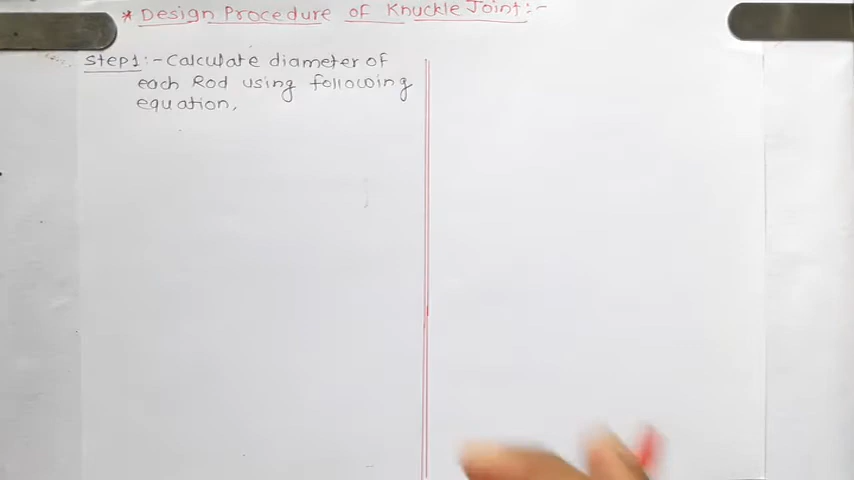 * Design Procedure of Knuckle Joint:-
Step1:- Calculate diameter of
each Rod using following
equation,